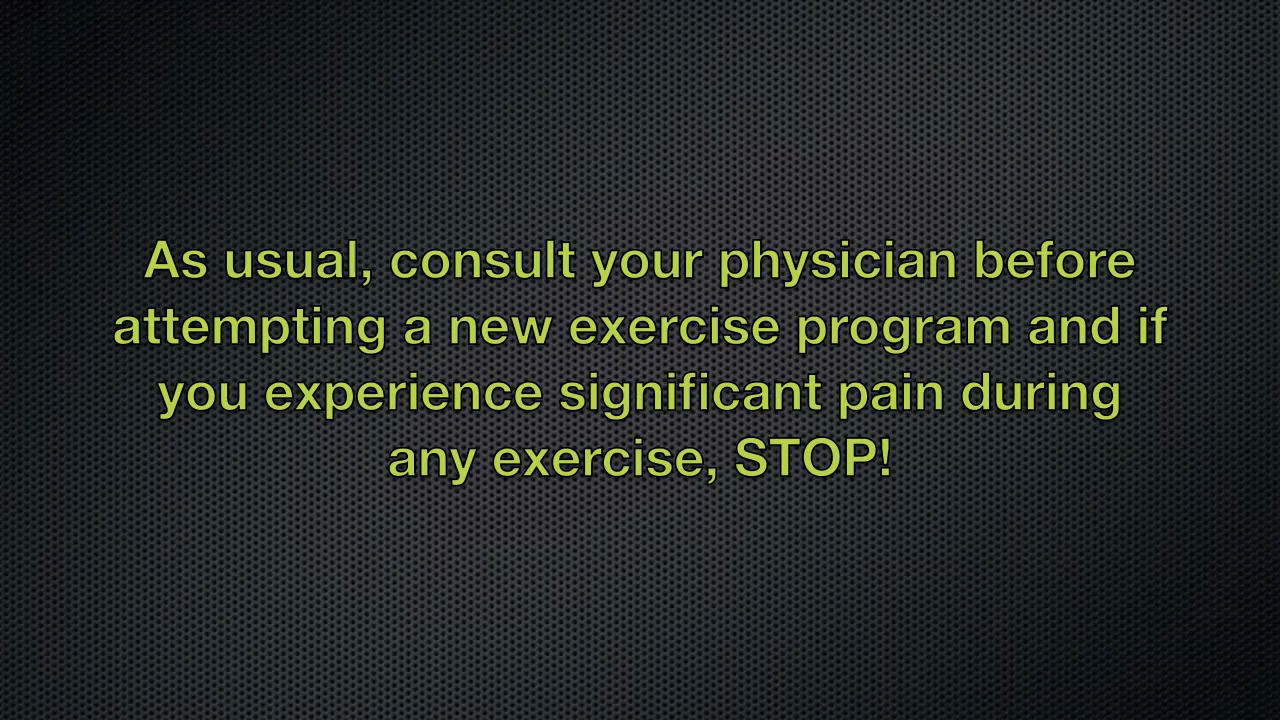 As usual, consult your physician before
attempting a new exercise program and if
you experience significant pain during
any exercise, STOP!